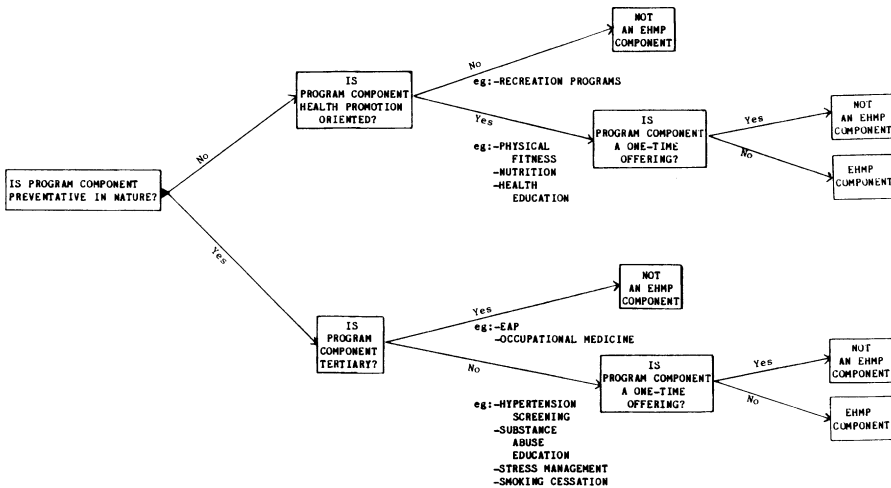 NOT
AN EHMP
COMPONENT
No
IS
PROGRAM COMPONENT
HEALTH PROMOTION
ORIENTED?
eg:-RECREATION PROGRAMS
Yes
IS
PROGRAM COMPONENT
A ONE-TIME
OFFERING?
Yes
NOT
AN EHMP
COMPONENT
No
EHMP
COMPONENT
eg:-PHYSICAL
FITNESS
-NUTRITION
-HEALTH
EDUCATION
No
IS PROGRAM COMPONENT
PREVENTATIVE IN NATURE?
Yes
NOT
AN EHMP
COMPONENT
Yes
IS
PROGRAM
COMPONENT
TERTIARY?
eg:-EAP
-OCCUPATIONAL MEDICINE
No
IS
PROGRAM COMPONENT
A ONE-TIME
OFFERING?
Yes
NOT
AN EHMP
COMPONENT
No
EHMP
COMPONENT
eg:-HYPERTENSION
SCREENING
-SUBSTANCE
ABUSE
EDUCATION
-STRESS MANAGEMENT
-SMOKING CESSATION